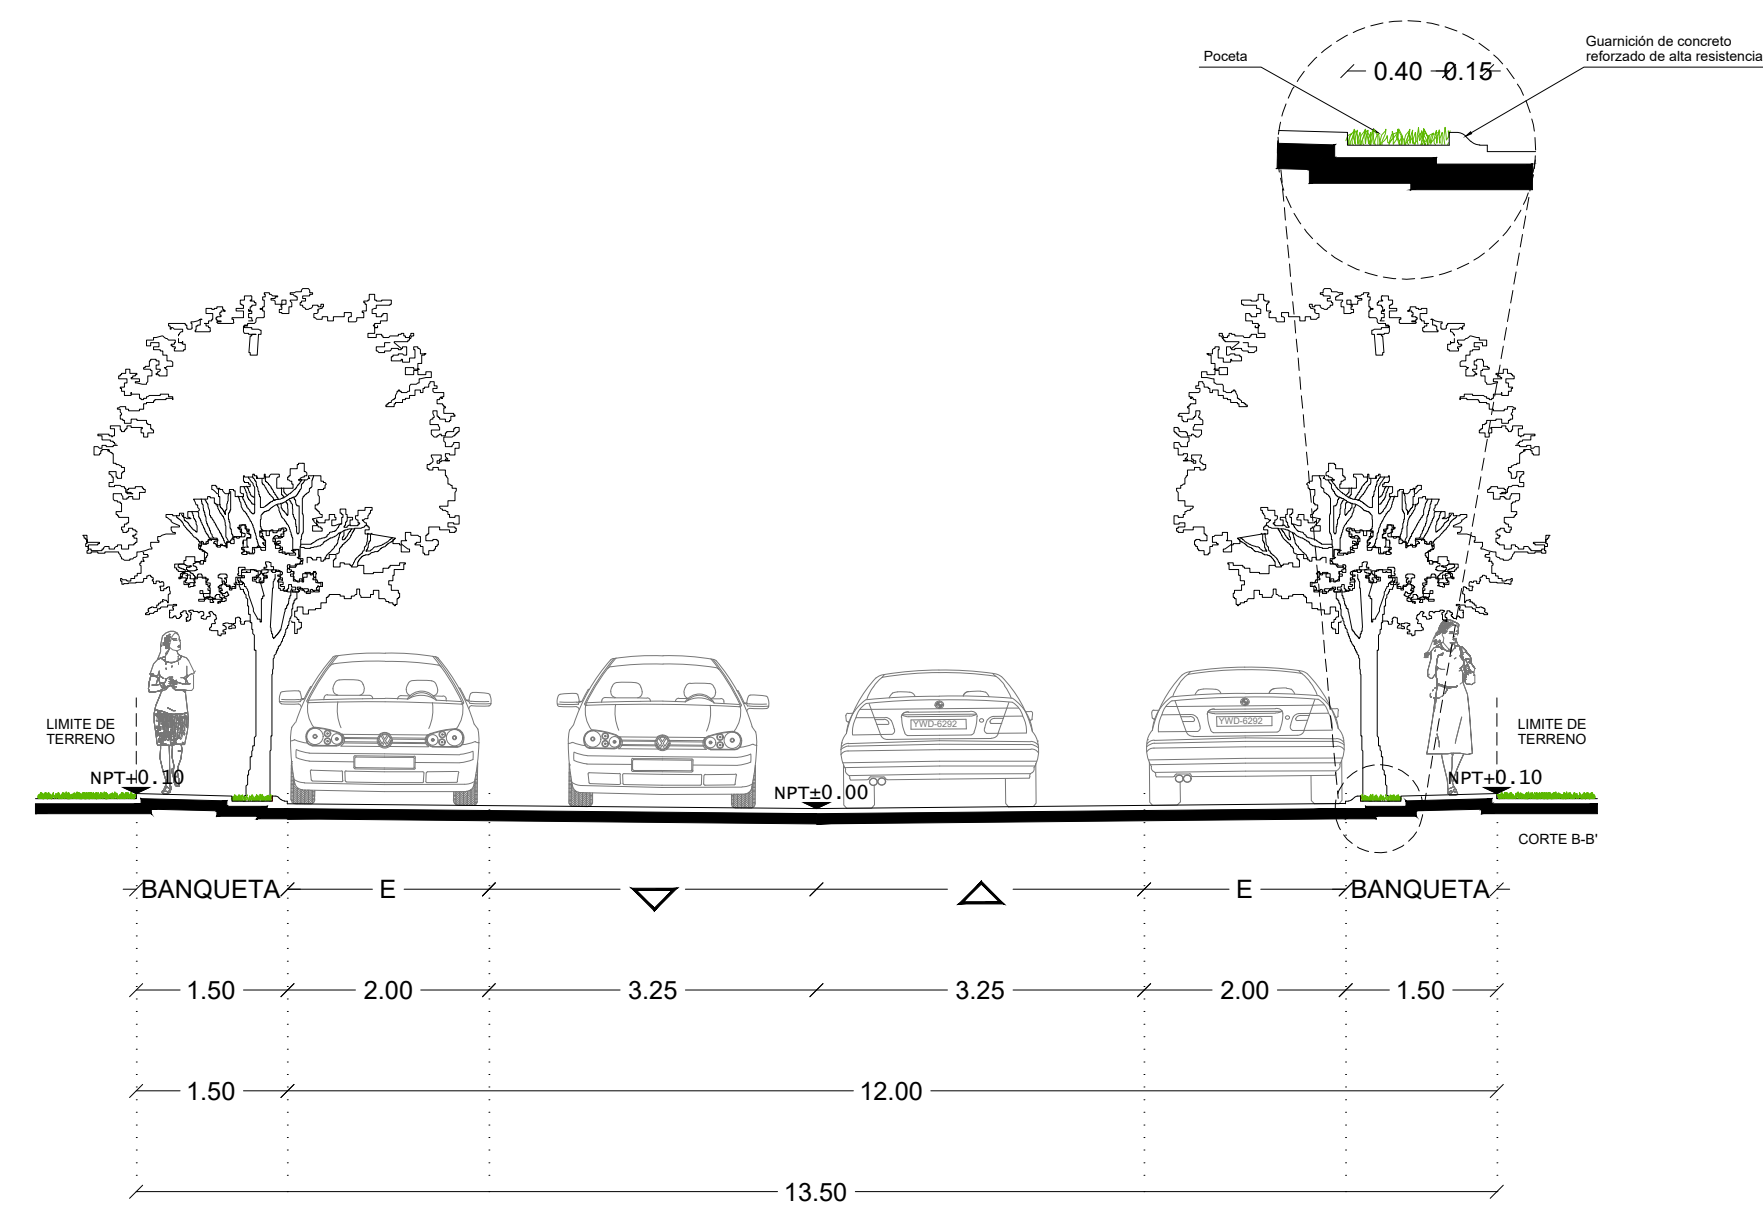 Poceta
0.40
0.15
Guarnición de concreto
reforzado de alta resistencia
LIMITE DE
TERRENO
NPT+0.10
YWD-6292
YWD-6292
NPT±0.00
LIMITE DE
TERRENO
NPT+0.10
CORTE B-B'
BANQUETA
E
E
BANQUETA
1.50
2.00
3.25
3.25
2.00
1.50
1.50
12.00
13.50